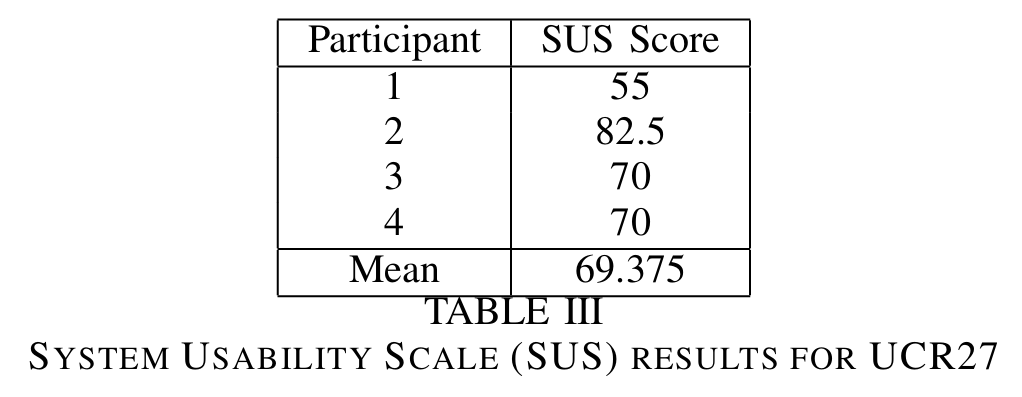 Participant SUS Score
1 55
2 82.5
3 70
4 70
Mean 69.375
TABLE III
SYSTEM USABILITY SCALE (SUS) RESULTS FOR UCR27